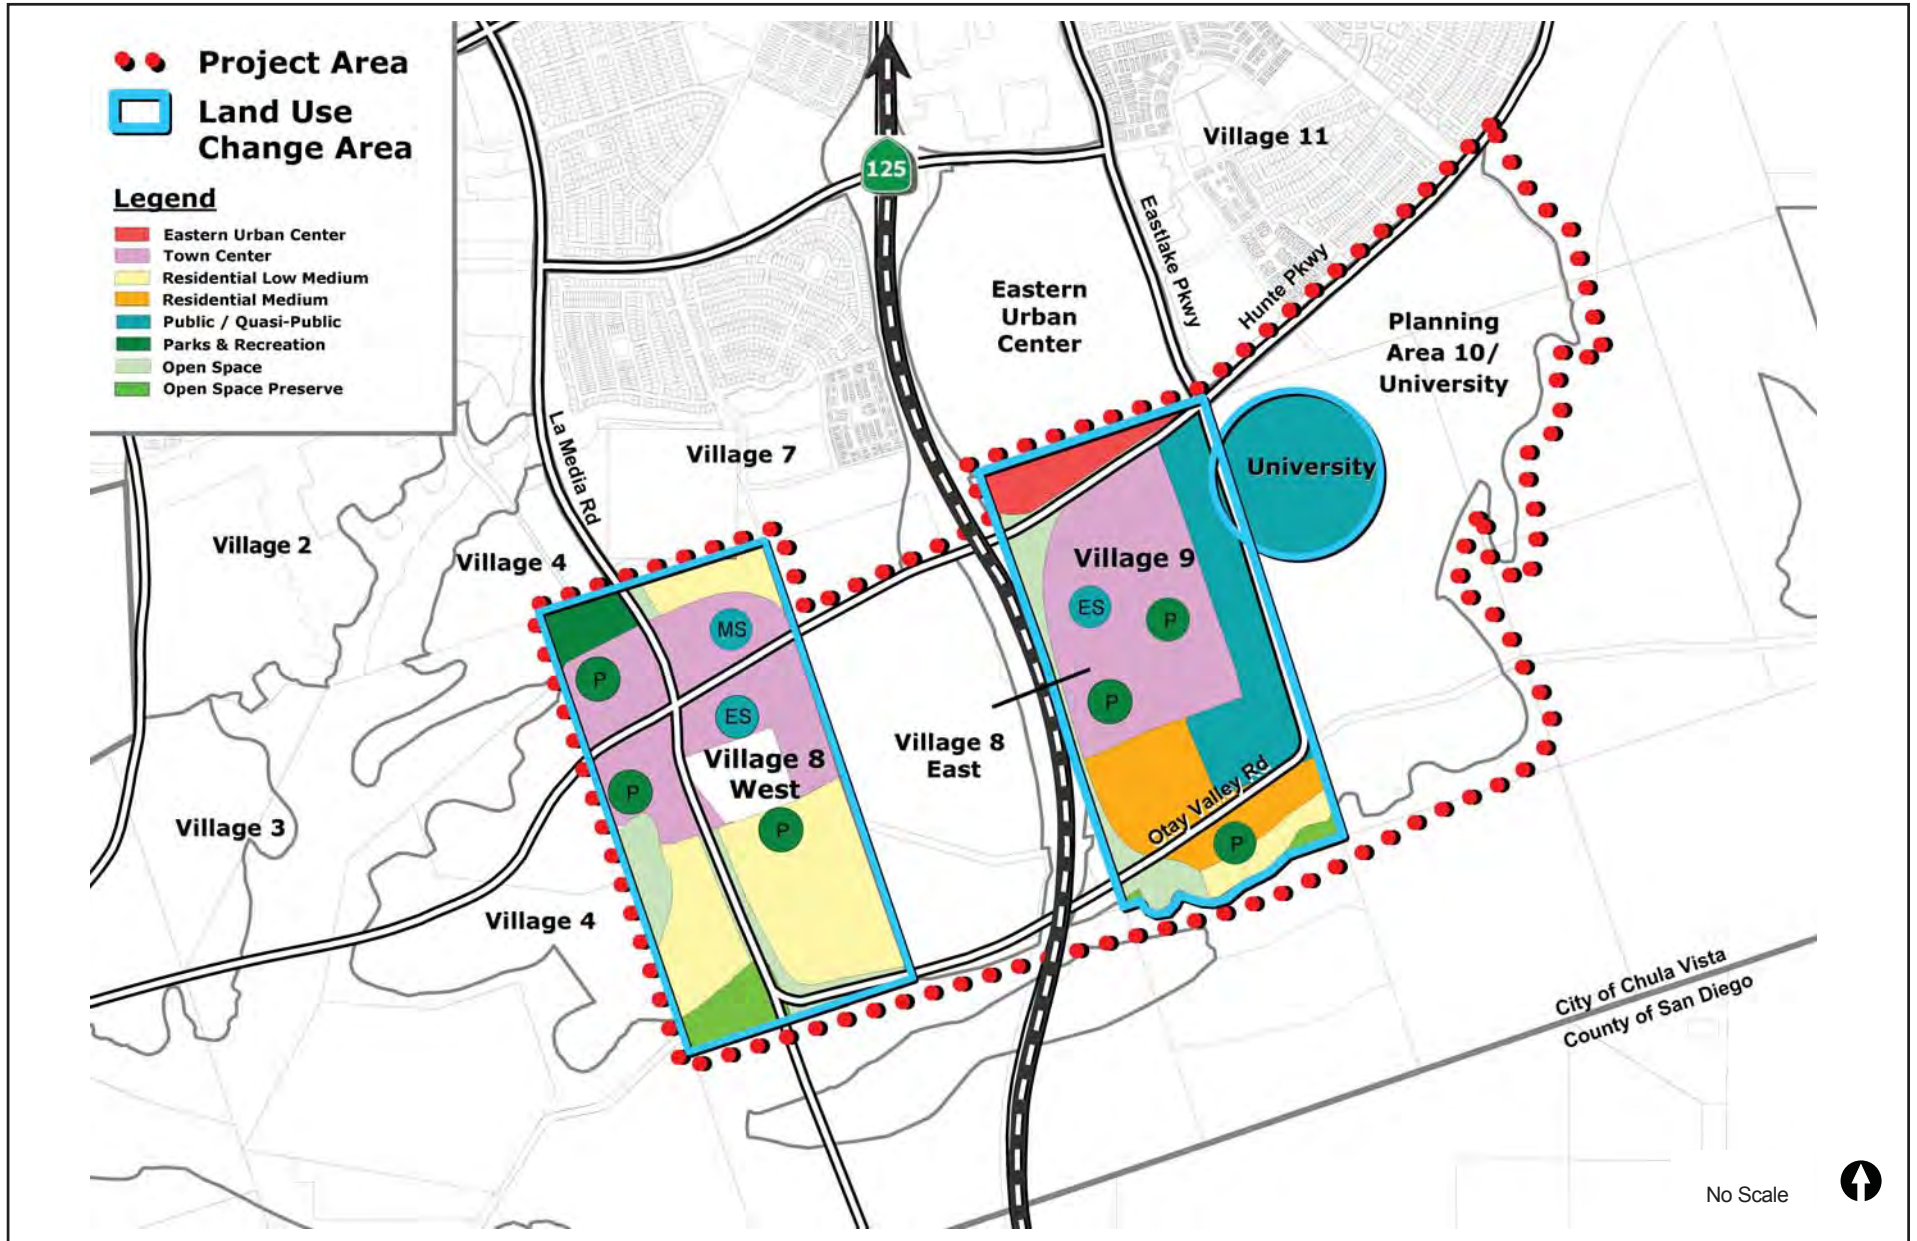 Project Area
Land Use
Change Area
Legend
Eastern Urban Center
Town Center
Residential Low Medium
Residential Medium
Public / Quasi-Public
Parks & Recreation
Open Space
Open Space Preserve
125
Village 11
Eastlake Pkwy
Hunte Pkwy
Eastern
Urban
Center
Planning
Area 10/
University
La Media Rd
Village 7
University
Village 2
Village 4
Village 9
MS
ES
P
P
ES
P
P
Village 8
West
Village 8
East
P
P
Otay Valley Rd
P
Village 3
Village 4
City of Chula Vista
County of San Diego
No Scale